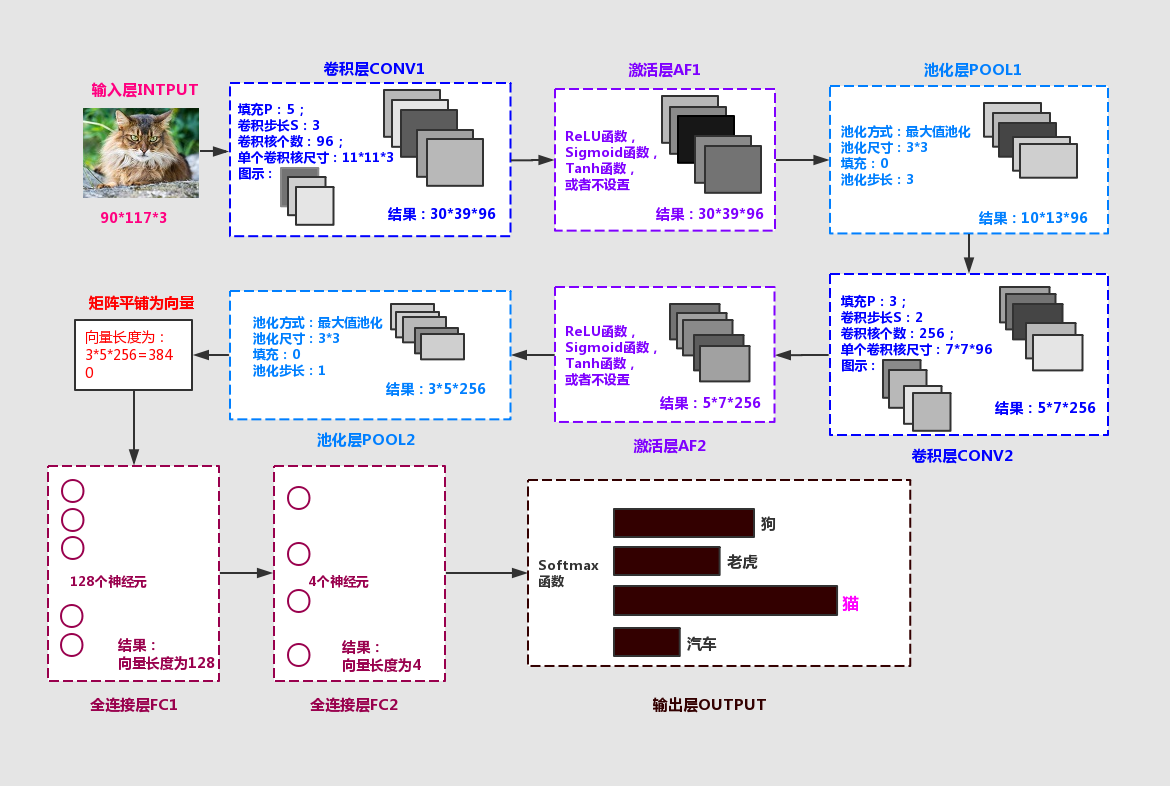 输入层INTPUT
90*117*3
卷积层CONV1
填充P：5；
卷积步长S：3
卷积核个数：96；
单个卷积核尺寸：11*11*3
图示：
结果：30*39*96
激活层AF1
ReLU函数，
Sigmoid函数，
Tanh函数，
或者不设置
结果：30*39*96
池化层POOL1
池化方式：最大值池化
池化尺寸：3*3
填充：0
池化步长：3
结果：10*13*96
填充P：3；
卷积步长S：2
卷积核个数：256；
单个卷积核尺寸：7*7*96
图示：
结果：5*7*256
卷积层CONV2
ReLU函数，
Sigmoid函数，
Tanh函数，
或者不设置
结果：5*7*256
激活层AF2
池化方式：最大值池化
池化尺寸：3*3
填充：0
池化步长：1
结果：3*5*256
池化层POOL2
矩阵平铺为向量
向量长度为：
3*5*256=384
0
128个神经元
结果：
向量长度为128
全连接层FC1
4个神经元
结果：
向量长度为4
全连接层FC2
Softmax
函数
狗
老虎
猫
汽车
输出层OUTPUT